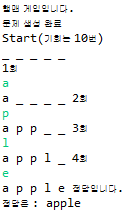 행맨 게임입니다.
문제 생성 완료
Start(기회는 10번)
_ _ _ _ _
1회
a
a _ _ _ _ 2회
p
a p p _ _ 3회
l
a p p l _ 4회
e
a p p l e 정답입니다.
정답은 : apple